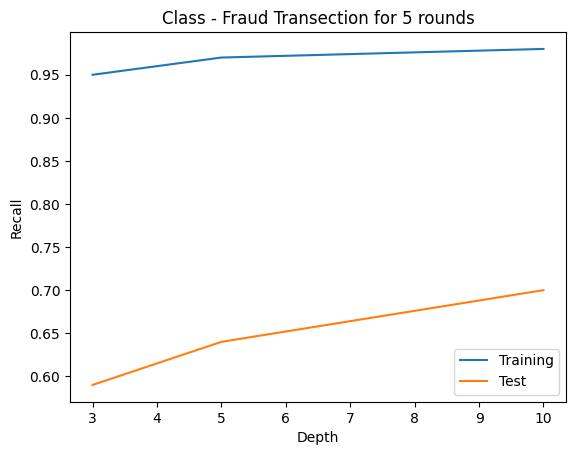 Class - Fraud Transection for 5 rounds
0.95
0.90
0.85
0.80
0.75
0.70
0.65
0.60
Recall
Training
Test
3 4 5 6 7 8 9 10
Depth